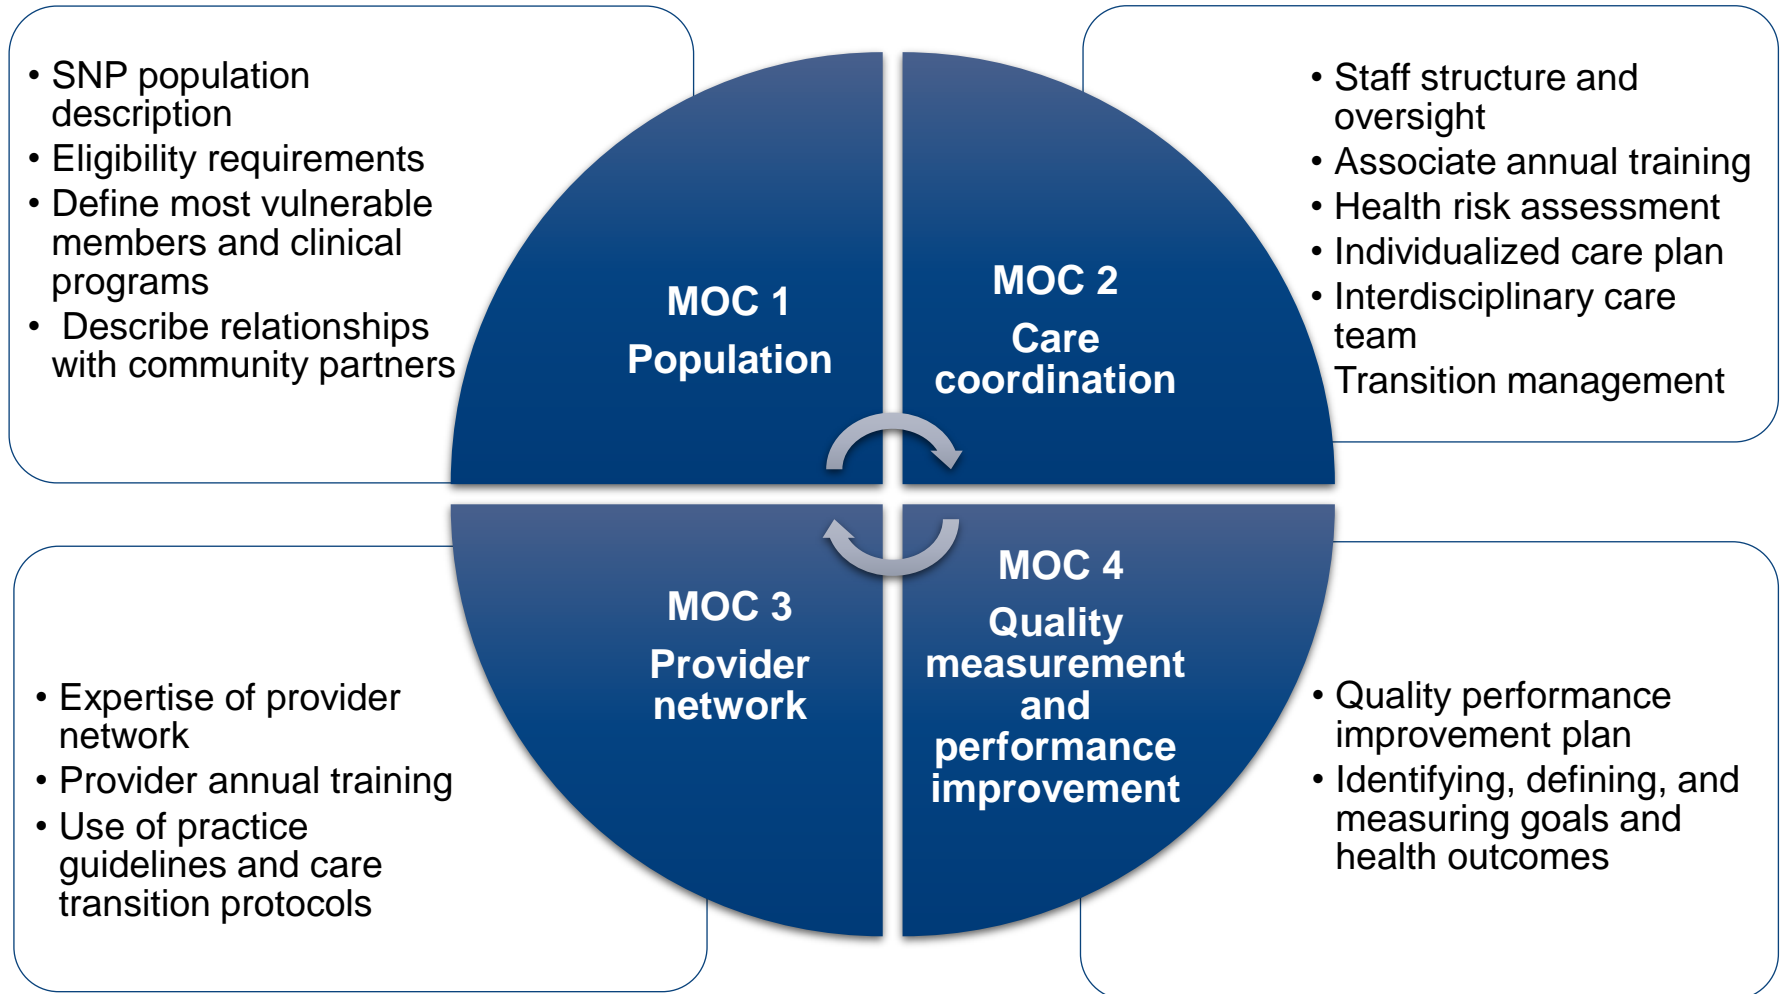 • SNP population
description
• Eligibility requirements
• Define most vulnerable
members and clinical
programs
• Describe relationships
with community partners
MOC 1
Population
MOC 2
Care
coordination
• Staff structure and
oversight
• Associate annual training
• Health risk assessment
• Individualized care plan
• Interdisciplinary care
team
Transition management
• Expertise of provider
network
• Provider annual training
• Use of practice
guidelines and care
transition protocols
MOC 3
Provider
network
MOC 4
Quality
measurement
and
performance
improvement
• Quality performance
improvement plan
• Identifying, defining, and
measuring goals and
health outcomes